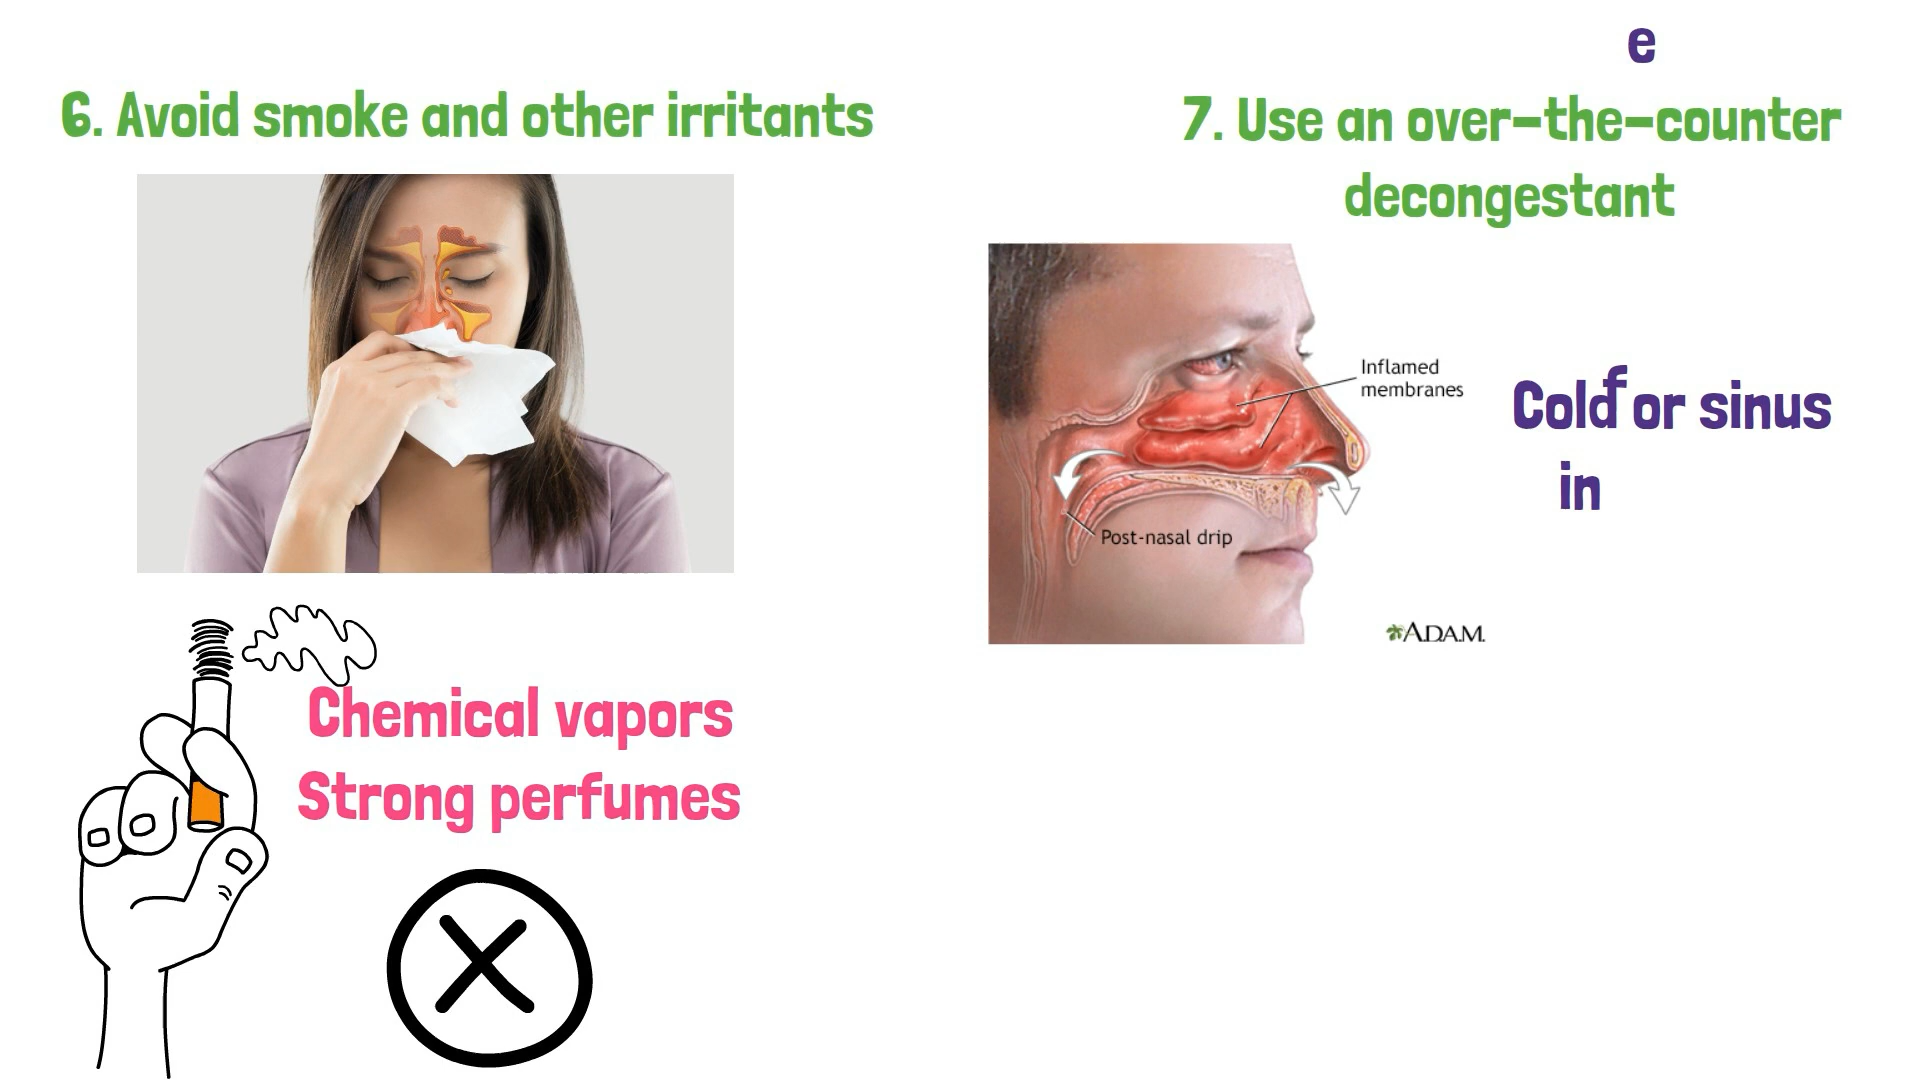 6. Avoid smoke and other irritants
Chemical vapors
Strong perfumes
e
7. Use an over-the-counter
decongestant
Inflamed
membranes
Post-nasal drip
A.D.A.M.
Cold or sinus
f
in